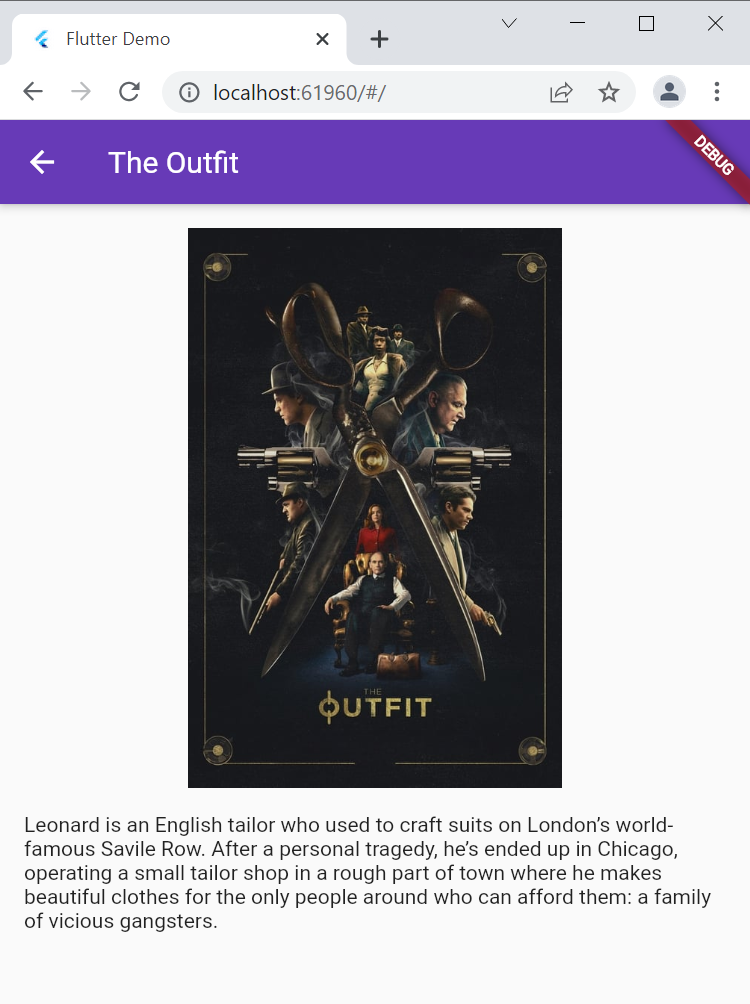 Flutter Demo
localhost:61960/#/
The Outfit
DEBUG
THE
OUTFIT
Leonard is an English tailor who used to craft suits on London’s world-
famous Savile Row. After a personal tragedy, he’s ended up in Chicago,
operating a small tailor shop in a rough part of town where he makes
beautiful clothes for the only people around who can afford them: a family
of vicious gangsters.